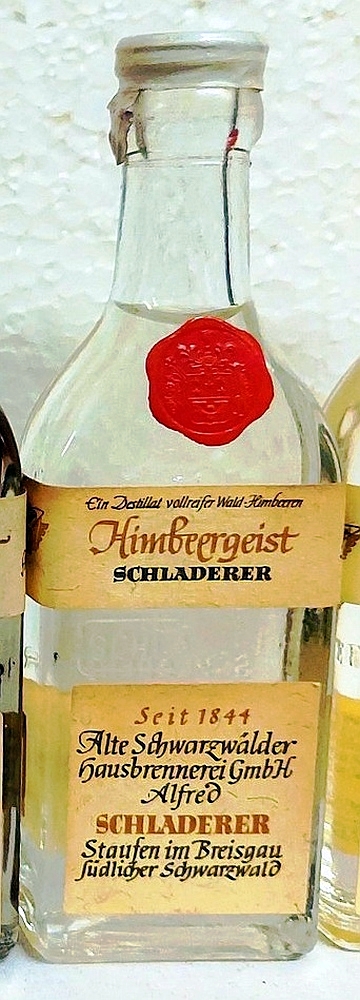 Ein Destillat vollreifer Wald-Himbeeren
Himbeergeist
SCHLADERER
Seit 1844
Alte Schwarzwälder
Hausbrennerei GmbH
Alfred
SCHLADERER
Staufen im Breisgau
südlicher Schwarzwald